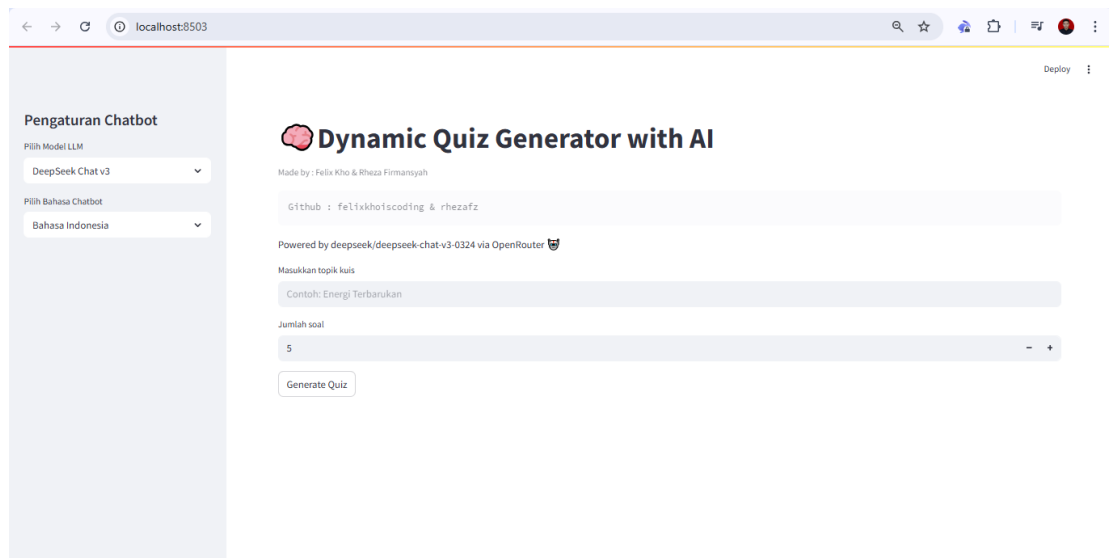 localhost:8503
Deploy
Pengaturan Chatbot
Pilih Model LLM
DeepSeek Chat v3
Pilih Bahasa Chatbot
Bahasa Indonesia
Dynamic Quiz Generator with AI
Made by : Felix Kho & Rheza Firmansyah
Github : felixkhoiscoding & rhezafz
Powered by deepseek/deepseek-chat-v3-0324 via OpenRouter
Masukkan topik kuis
Contoh: Energi Terbarukan
Jumlah soal
5
Generate Quiz